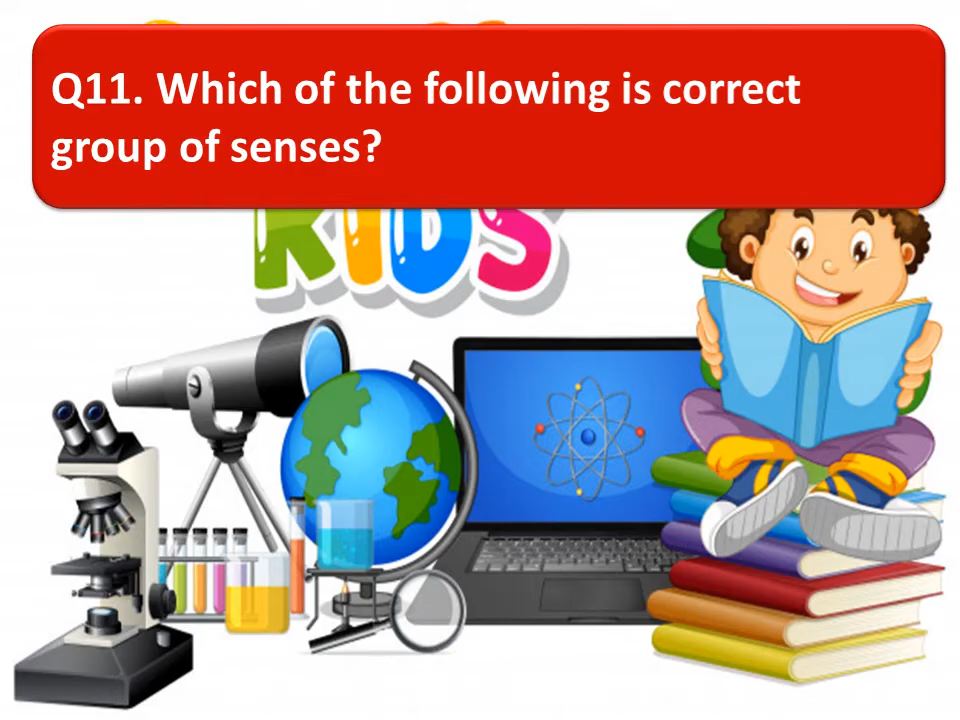 Q11. Which of the following is correct
group of senses?
KIDS